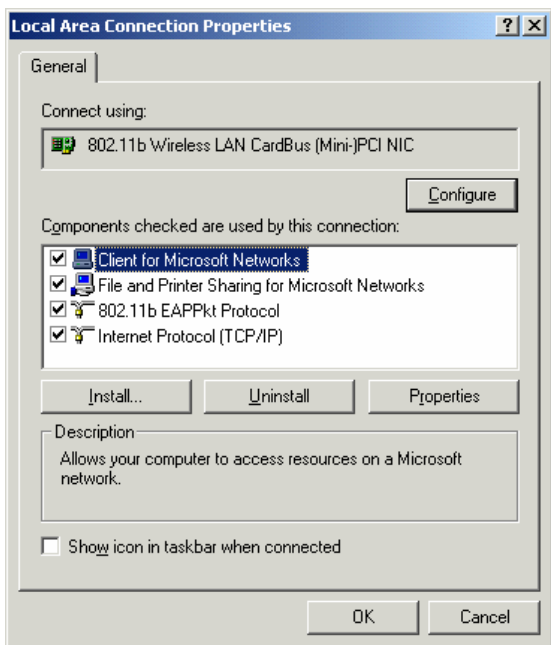 Local Area Connection Properties
General
Connect using:
802.11b Wireless LAN CardBus (Mini-)PCI NIC
Configure
Components checked are used by this connection:
Client for Microsoft Networks
File and Printer Sharing for Microsoft Networks
802.11b EAPPkt Protocol
Internet Protocol (TCP/IP)
Install... Uninstall Properties
Description
Allows your computer to access resources on a Microsoft
network.
Show icon in taskbar when connected
OK Cancel